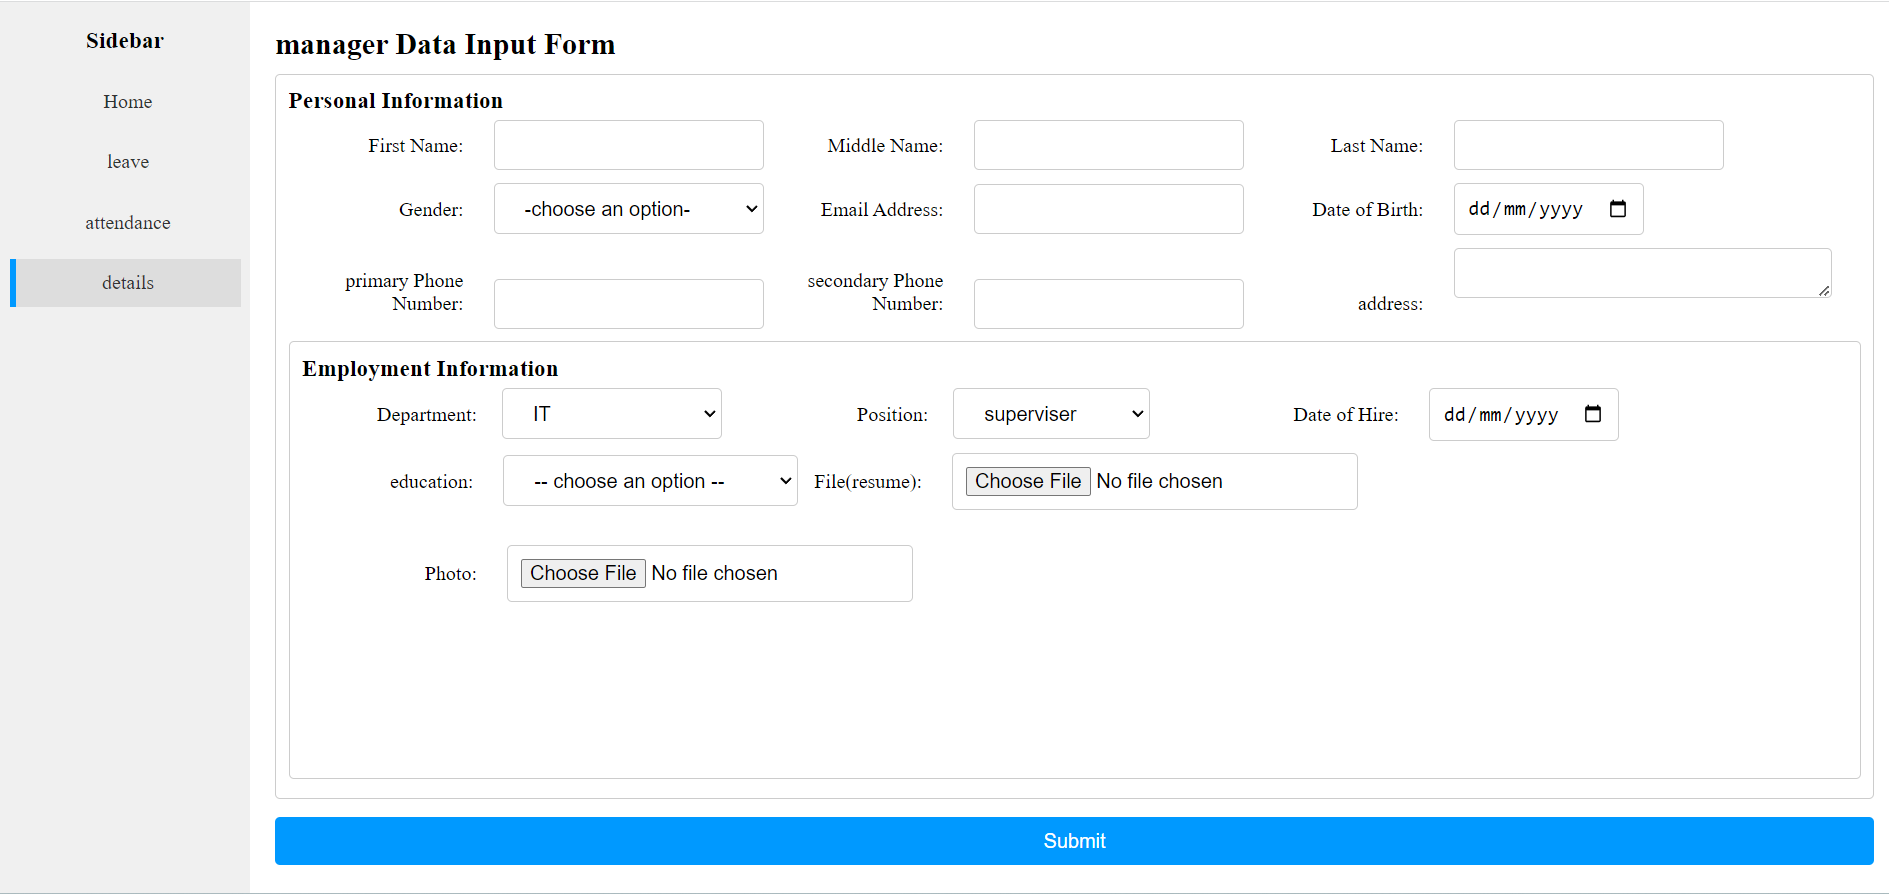 Sidebar
Home
leave
attendance
details
manager Data Input Form
Personal Information
First Name:
Middle Name:
Last Name:
Gender: -choose an option-
Email Address:
Date of Birth: dd/mm/yyyy
primary Phone
Number:
secondary Phone
Number:
address:
Employment Information
Department: IT
Position: superviser
Date of Hire: dd/mm/yyyy
education: -- choose an option --
File(resume): Choose File No file chosen
Photo: Choose File No file chosen
Submit